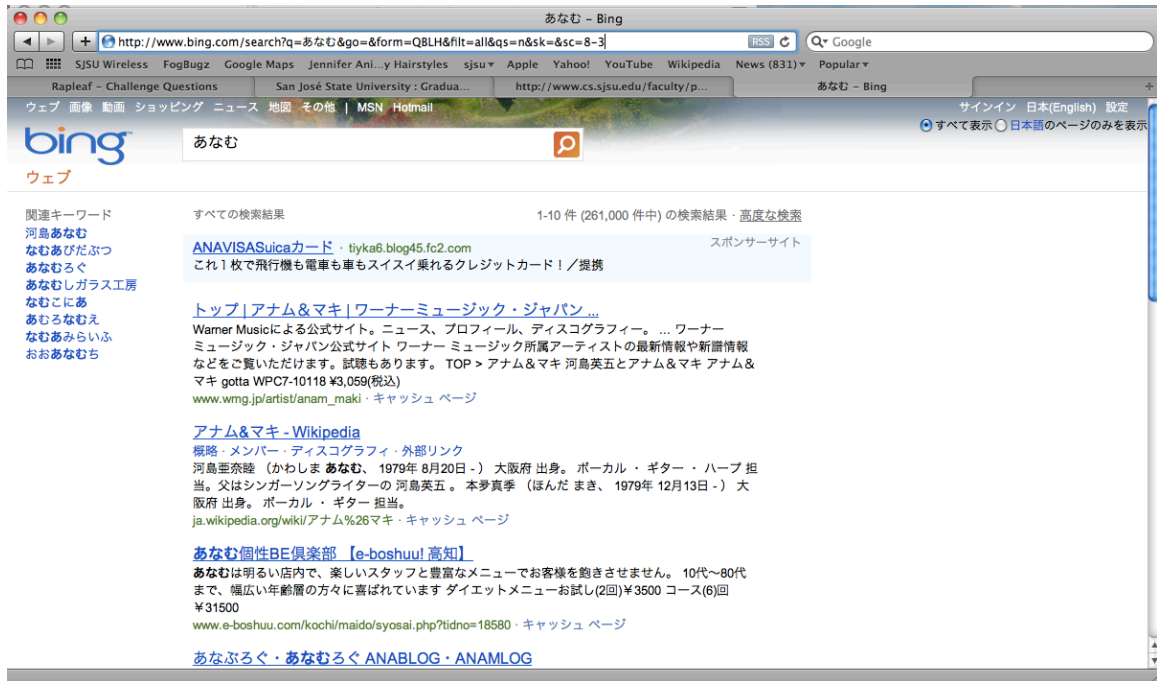 あなむ – Bing
http://www.bing.com/search?q=あなむ&go=&form=QBLH&filt=all&qs=n&sk=&sc=8-3
RSS
Google
SJSU Wireless FogBugz Google Maps Jennifer Ani...y Hairstyles sjsu Apple Yahoo! YouTube Wikipedia News (831) Popular
Rapleaf – Challenge Questions San José State University : Gradua... http://www.cs.sjsu.edu/faculty/p... あなむ – Bing
ウェブ 画像 動画 ショッピング ニュース 地図 その他 | MSN Hotmail
サインイン 日本(English) 設定
すべて表示 日本語のページのみを表示
bing
あなむ
ウェブ
関連キーワード
河島あなむ
なむあびだぶつ
あなむろぐ
あなむしガラス工房
なむこにあ
あむろなむえ
なむあみらいふ
おおあなむち
すべての検索結果
1-10 件 (261,000 件中) の検索結果 · 高度な検索
スポンサーサイト
ANAVISASuicaカード · tiyka6.blog45.fc2.com
これ1枚で飛行機も電車も車もスイスイ乗れるクレジットカード！／提携
トップ | アナム＆マキ | ワーナーミュージック・ジャパン ...
Warner Musicによる公式サイト。ニュース、プロフィール、ディスコグラフィー。 ... ワーナー
ミュージック・ジャパン公式サイト ワーナー ミュージック所属アーティストの最新情報や新譜情報
などをご覧いただけます。試聴もあります。 TOP > アナム＆マキ 河島英五とアナム＆マキ アナム＆
マキ gotta WPC7-10118 ¥3,059(税込)
www.wmg.jp/artist/anam_maki · キャッシュ ページ
アナム&マキ - Wikipedia
概略 · メンバー · ディスコグラフィ · 外部リンク
河島亜奈睦 （かわしま あなむ、 1979年 8月20日 - ） 大阪府 出身。 ボーカル ・ ギター ・ ハープ 担
当。父はシンガーソングライターの 河島英五 。 本夛真季 （ほんだ まき、 1979年 12月13日 - ） 大
阪府 出身。 ボーカル ・ ギター 担当。
ja.wikipedia.org/wiki/アナム%26マキ · キャッシュ ページ
あなむ個性BE倶楽部 【e-boshuu! 高知】
あなむは明るい店内で、楽しいスタッフと豊富なメニューでお客様を飽きさせません。 10代～80代
まで、幅広い年齢層の方々に喜ばれています ダイエットメニューお試し(2回)¥3500 コース(6)回
¥31500
www.e-boshuu.com/kochi/maido/syosai.php?tidno=18580 · キャッシュ ページ
あなぶろぐ・あなむろぐ ANABLOG・ANAMLOG